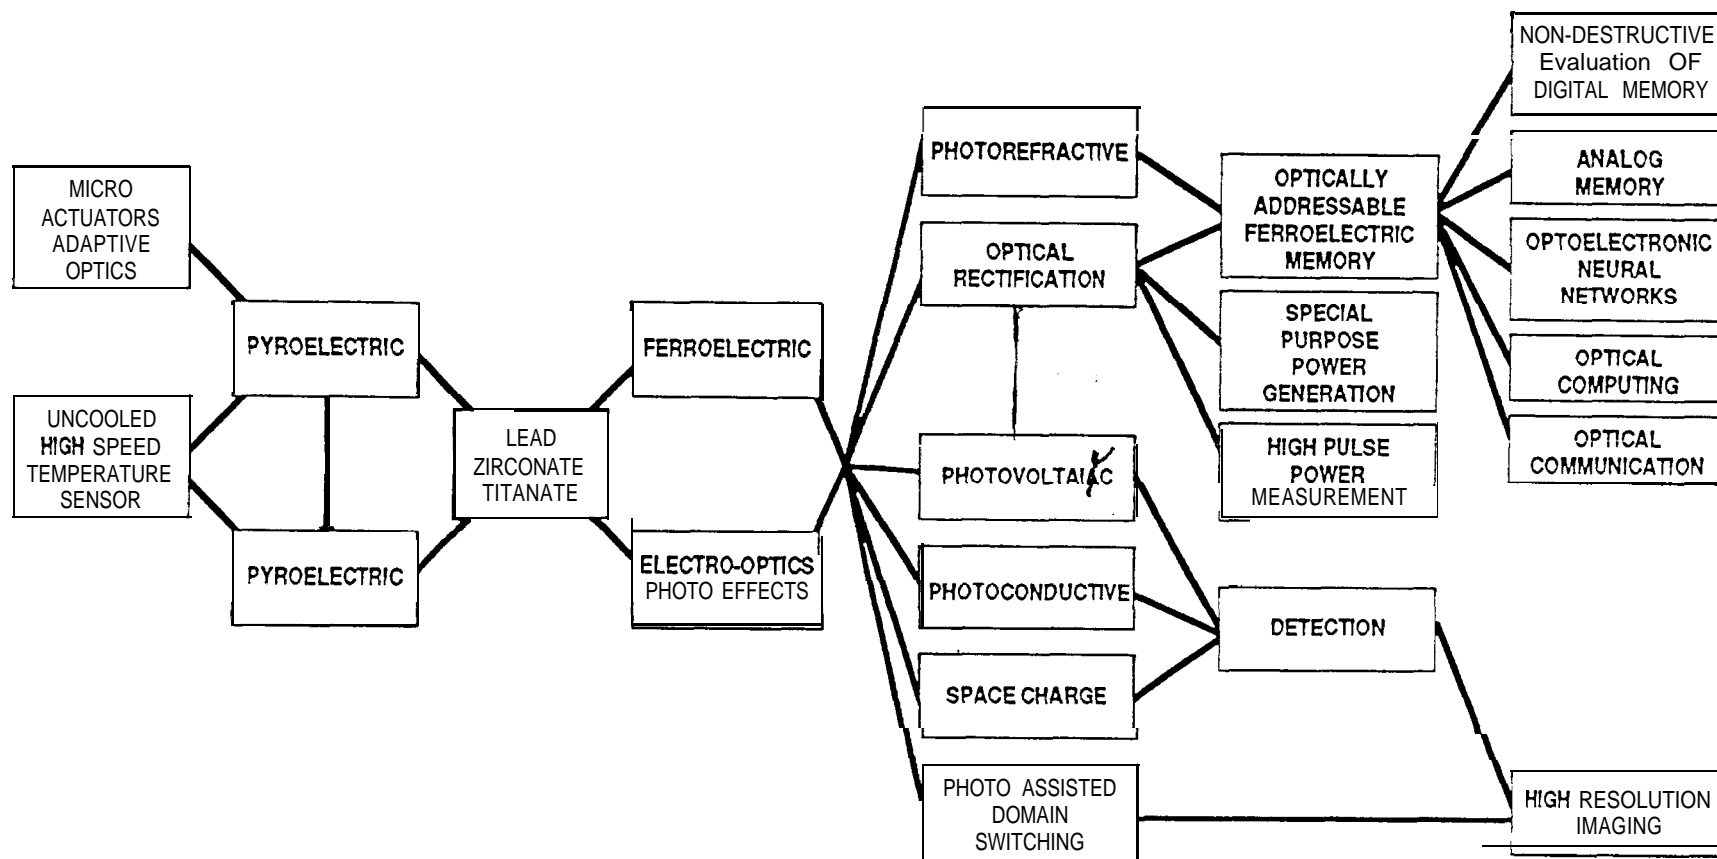 MICRO
ACTUATORS
ADAPTIVE
OPTICS
UNCOOLED
HIGH SPEED
TEMPERATURE
SENSOR
PYROELECTRIC
PYROELECTRIC
LEAD
ZIRCONATE
TITANATE
FERROELECTRIC
ELECTRO-OPTICS
PHOTO EFFECTS
PHOTOREFRACTIVE
OPTICAL
RECTIFICATION
PHOTOVOLTAIC
PHOTOCONDUCTIVE
SPACE CHARGE
PHOTO ASSISTED
DOMAIN
SWITCHING
OPTICALLY
ADDRESSABLE
FERROELECTRIC
MEMORY
SPECIAL
PURPOSE
POWER
GENERATION
HIGH PULSE
POWER
MEASUREMENT
DETECTION
NON-DESTRUCTIVE
Evaluation OF
DIGITAL MEMORY
ANALOG
MEMORY
OPTOELECTRONIC
NEURAL
NETWORKS
OPTICAL
COMPUTING
OPTICAL
COMMUNICATION
HIGH RESOLUTION
IMAGING